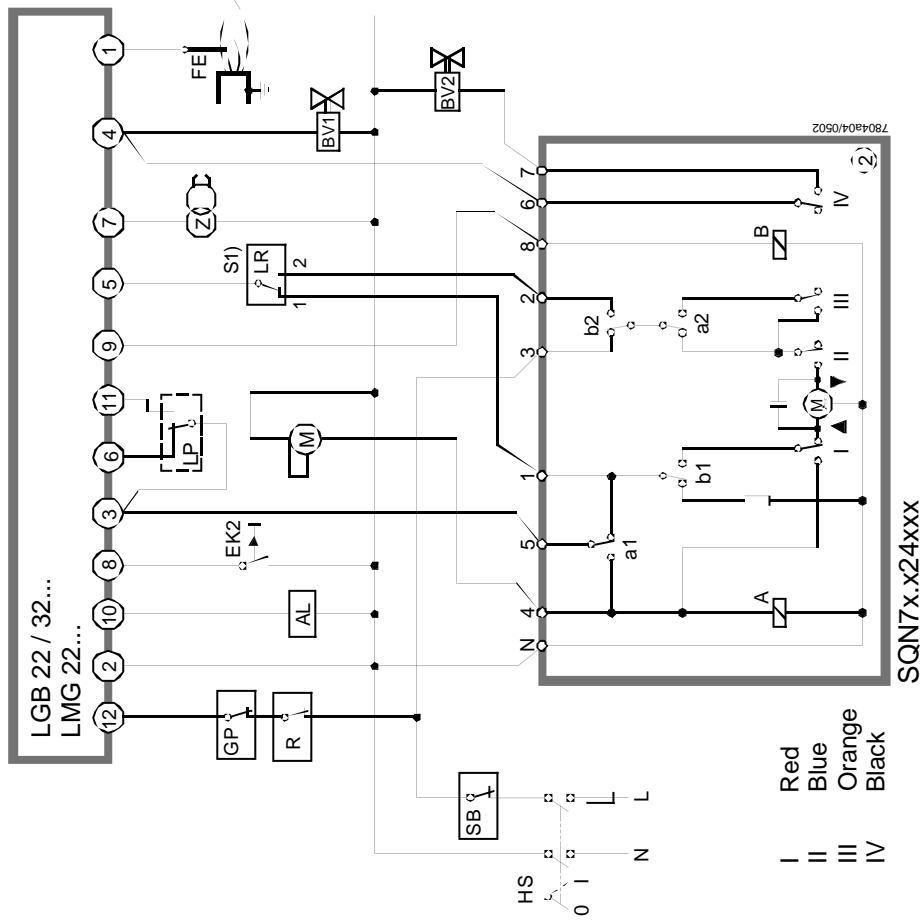 LGB 22 / 32...
LMG 22...
12
2
10
8
3
6
11
9
5
7
4
1
GP
R
AL
EK2
LP
M
S1)
LR
1
2
Z
BV1
FE
BV2
SB
HS
0
I
N
L
N
4
5
1
3
2
8
6
7
A
a1
b1
M
b2
a2
B
I
II
III
IV
2
7804a04/0502
SQN7x.x24xxx
I Red
II Blue
III Orange
IV Black